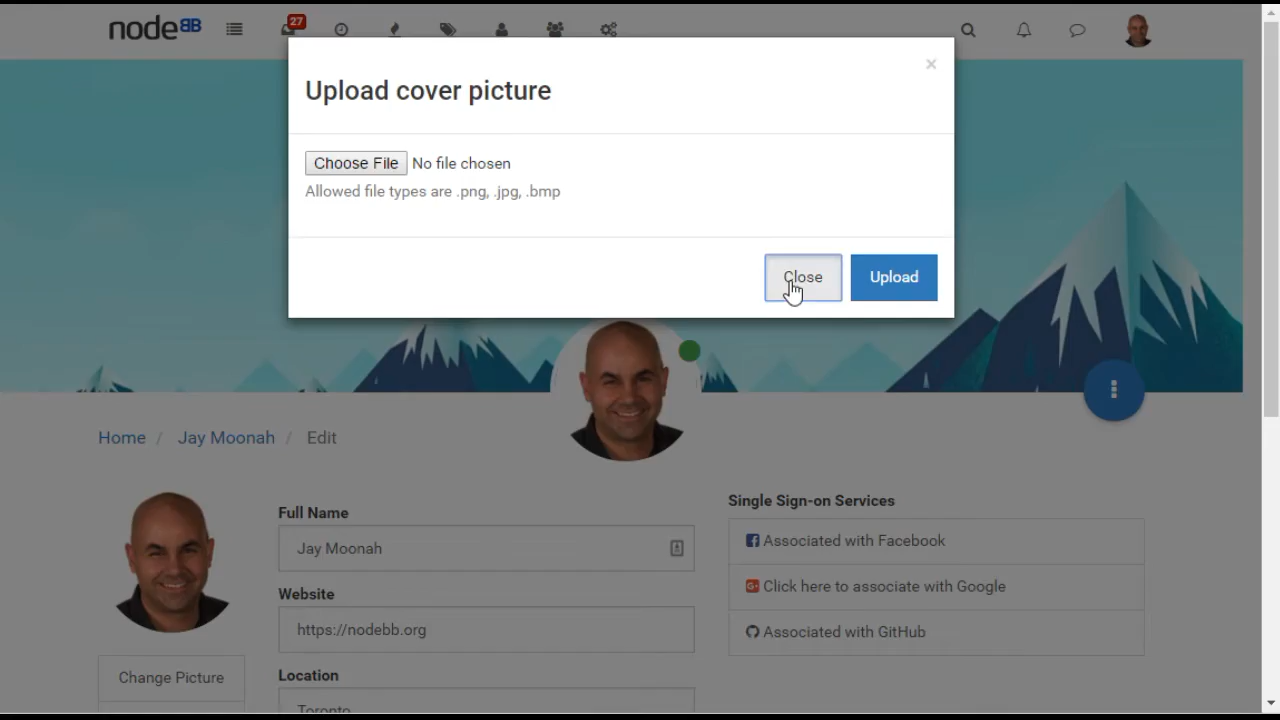 nodeBB
27
Upload cover picture
×
Choose File No file chosen
Allowed file types are .png, .jpg, .bmp
Close
Upload
Home / Jay Moonah / Edit
Full Name
Jay Moonah
Website
https://nodebb.org
Location
Toronto
Change Picture
Single Sign-on Services
Associated with Facebook
Click here to associate with Google
Associated with GitHub